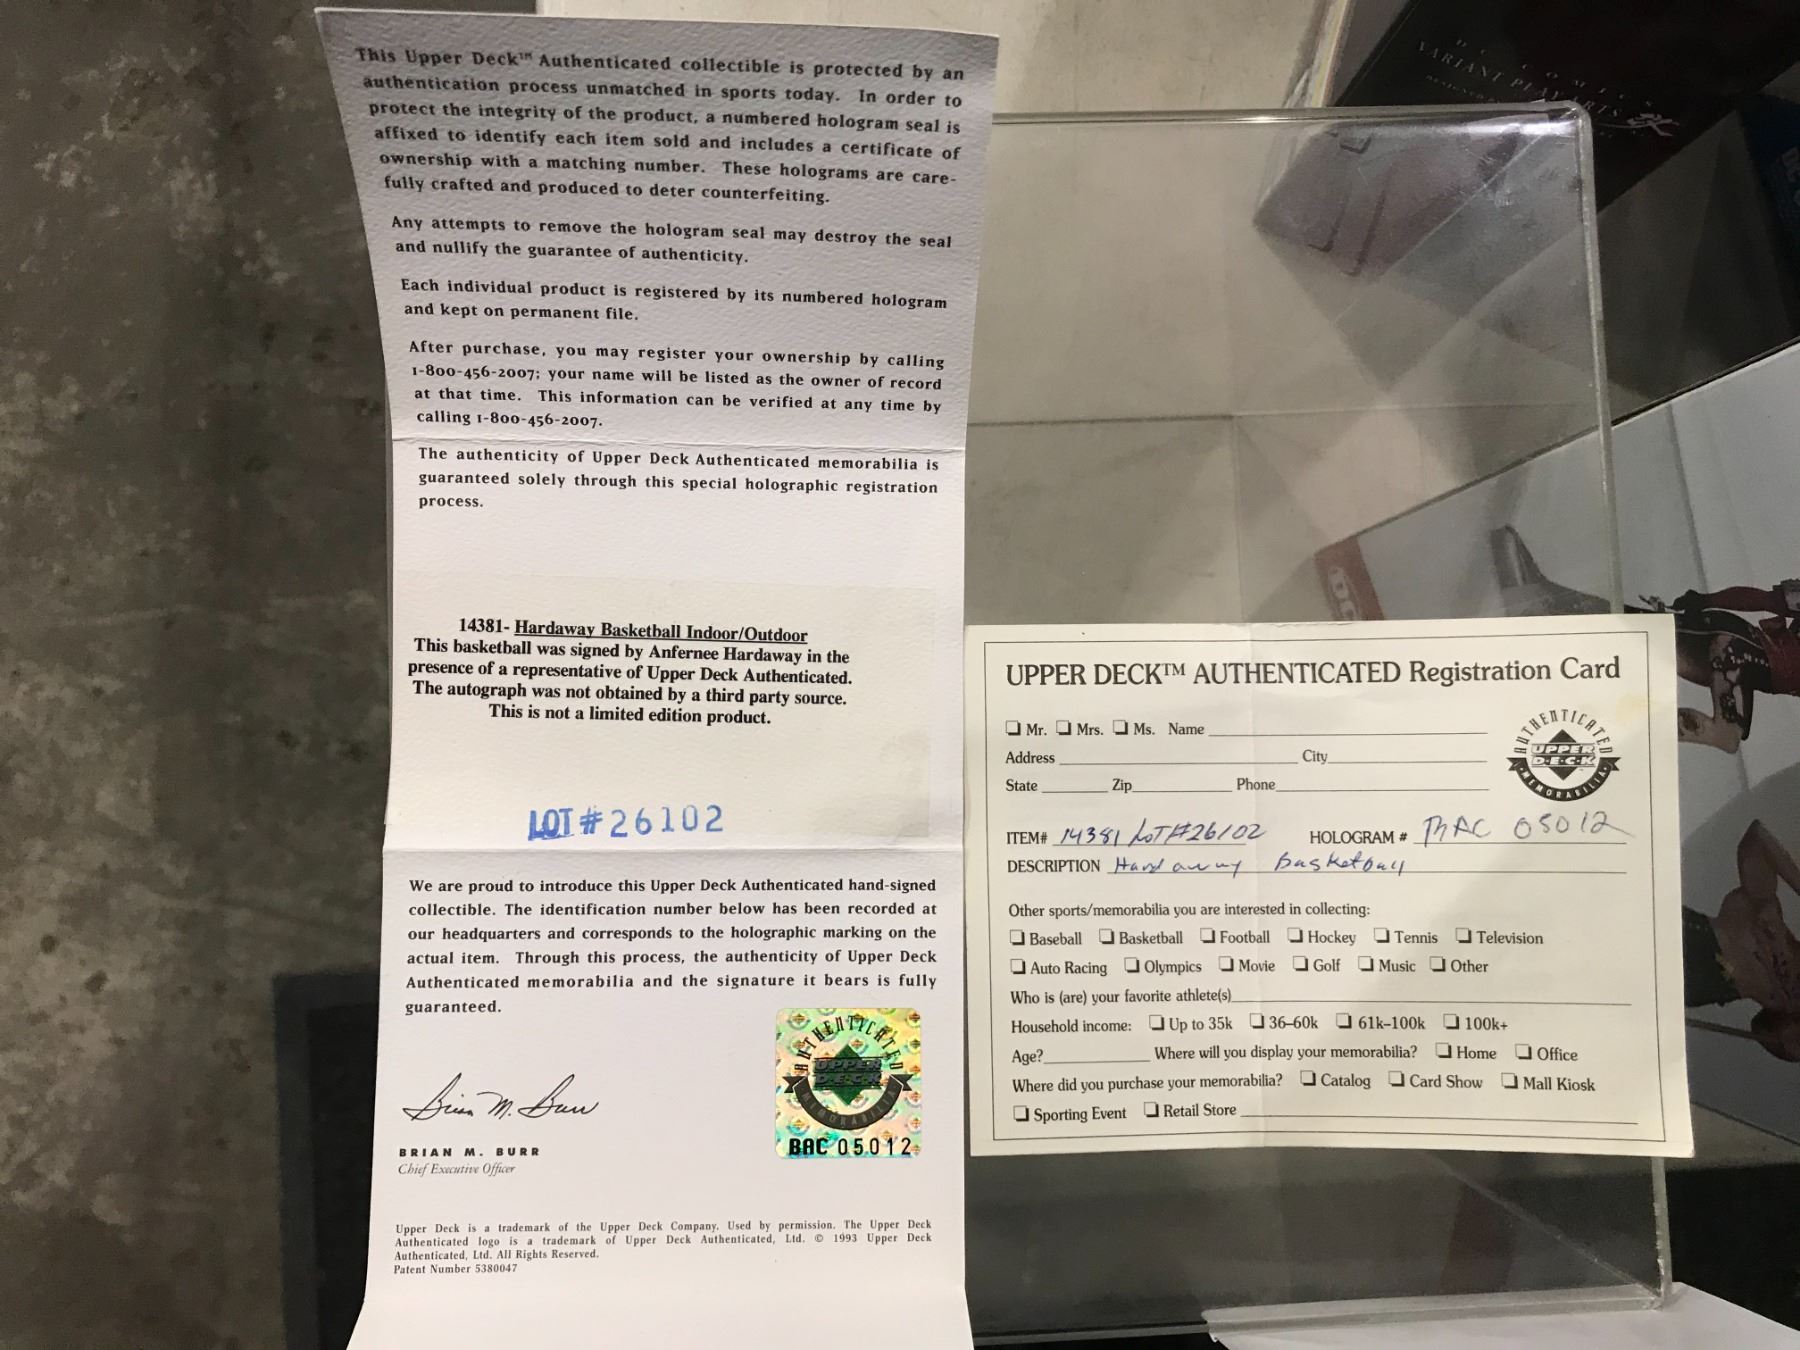 This Upper Deck™ Authenticated collectible is protected by an
authentication process unmatched in sports today. In order to
protect the integrity of the product, a numbered hologram seal is
affixed to identify each item sold and includes a certificate of
ownership with a matching number. These holograms are care-
fully crafted and produced to deter counterfeiting.
Any attempts to remove the hologram seal may destroy the seal
and nullify the guarantee of authenticity.
Each individual product is registered by its numbered hologram
and kept on permanent file.
After purchase, you may register your ownership by calling
1-800-456-2007; your name will be listed as the owner of record
at that time. This information can be verified at any time by
calling 1-800-456-2007.
The authenticity of Upper Deck Authenticated memorabilia is
guaranteed solely through this special holographic registration
process.
14381- Hardaway Basketball Indoor/Outdoor
This basketball was signed by Anfernee Hardaway in the
presence of a representative of Upper Deck Authenticated.
The autograph was not obtained by a third party source.
This is not a limited edition product.
LOT # 26102
We are proud to introduce this Upper Deck Authenticated hand-signed
collectible. The identification number below has been recorded at
our headquarters and corresponds to the holographic marking on the
actual item. Through this process, the authenticity of Upper Deck
Authenticated memorabilia and the signature it bears is fully
guaranteed.
AUTHENTICATED
UPPER
D·E·C·K
MEMORABILIA
BAC 05012
Brian M. Burr
BRIAN M. BURR
Chief Executive Officer
Upper Deck is a trademark of the Upper Deck Company. Used by permission. The Upper Deck
Authenticated logo is a trademark of Upper Deck Authenticated, Ltd. © 1993 Upper Deck
Authenticated, Ltd. All Rights Reserved.
Patent Number 5380047
UPPER DECK™ AUTHENTICATED Registration Card
Mr. Mrs. Ms. Name
Address City
State Zip Phone
AUTHENTICATED
UPPER
D·E·C·K
MEMORABILIA
ITEM# 14381 LOT#26102 HOLOGRAM # BAC 05012
DESCRIPTION Hardaway Basketball
Other sports/memorabilia you are interested in collecting:
Baseball Basketball Football Hockey Tennis Television
Auto Racing Olympics Movie Golf Music Other
Who is (are) your favorite athlete(s)
Household income: Up to 35k 36–60k 61k–100k 100k+
Age? Where will you display your memorabilia? Home Office
Where did you purchase your memorabilia? Catalog Card Show Mall Kiosk
Sporting Event Retail Store
DC COMICS
VARIANT PLAY ARTS